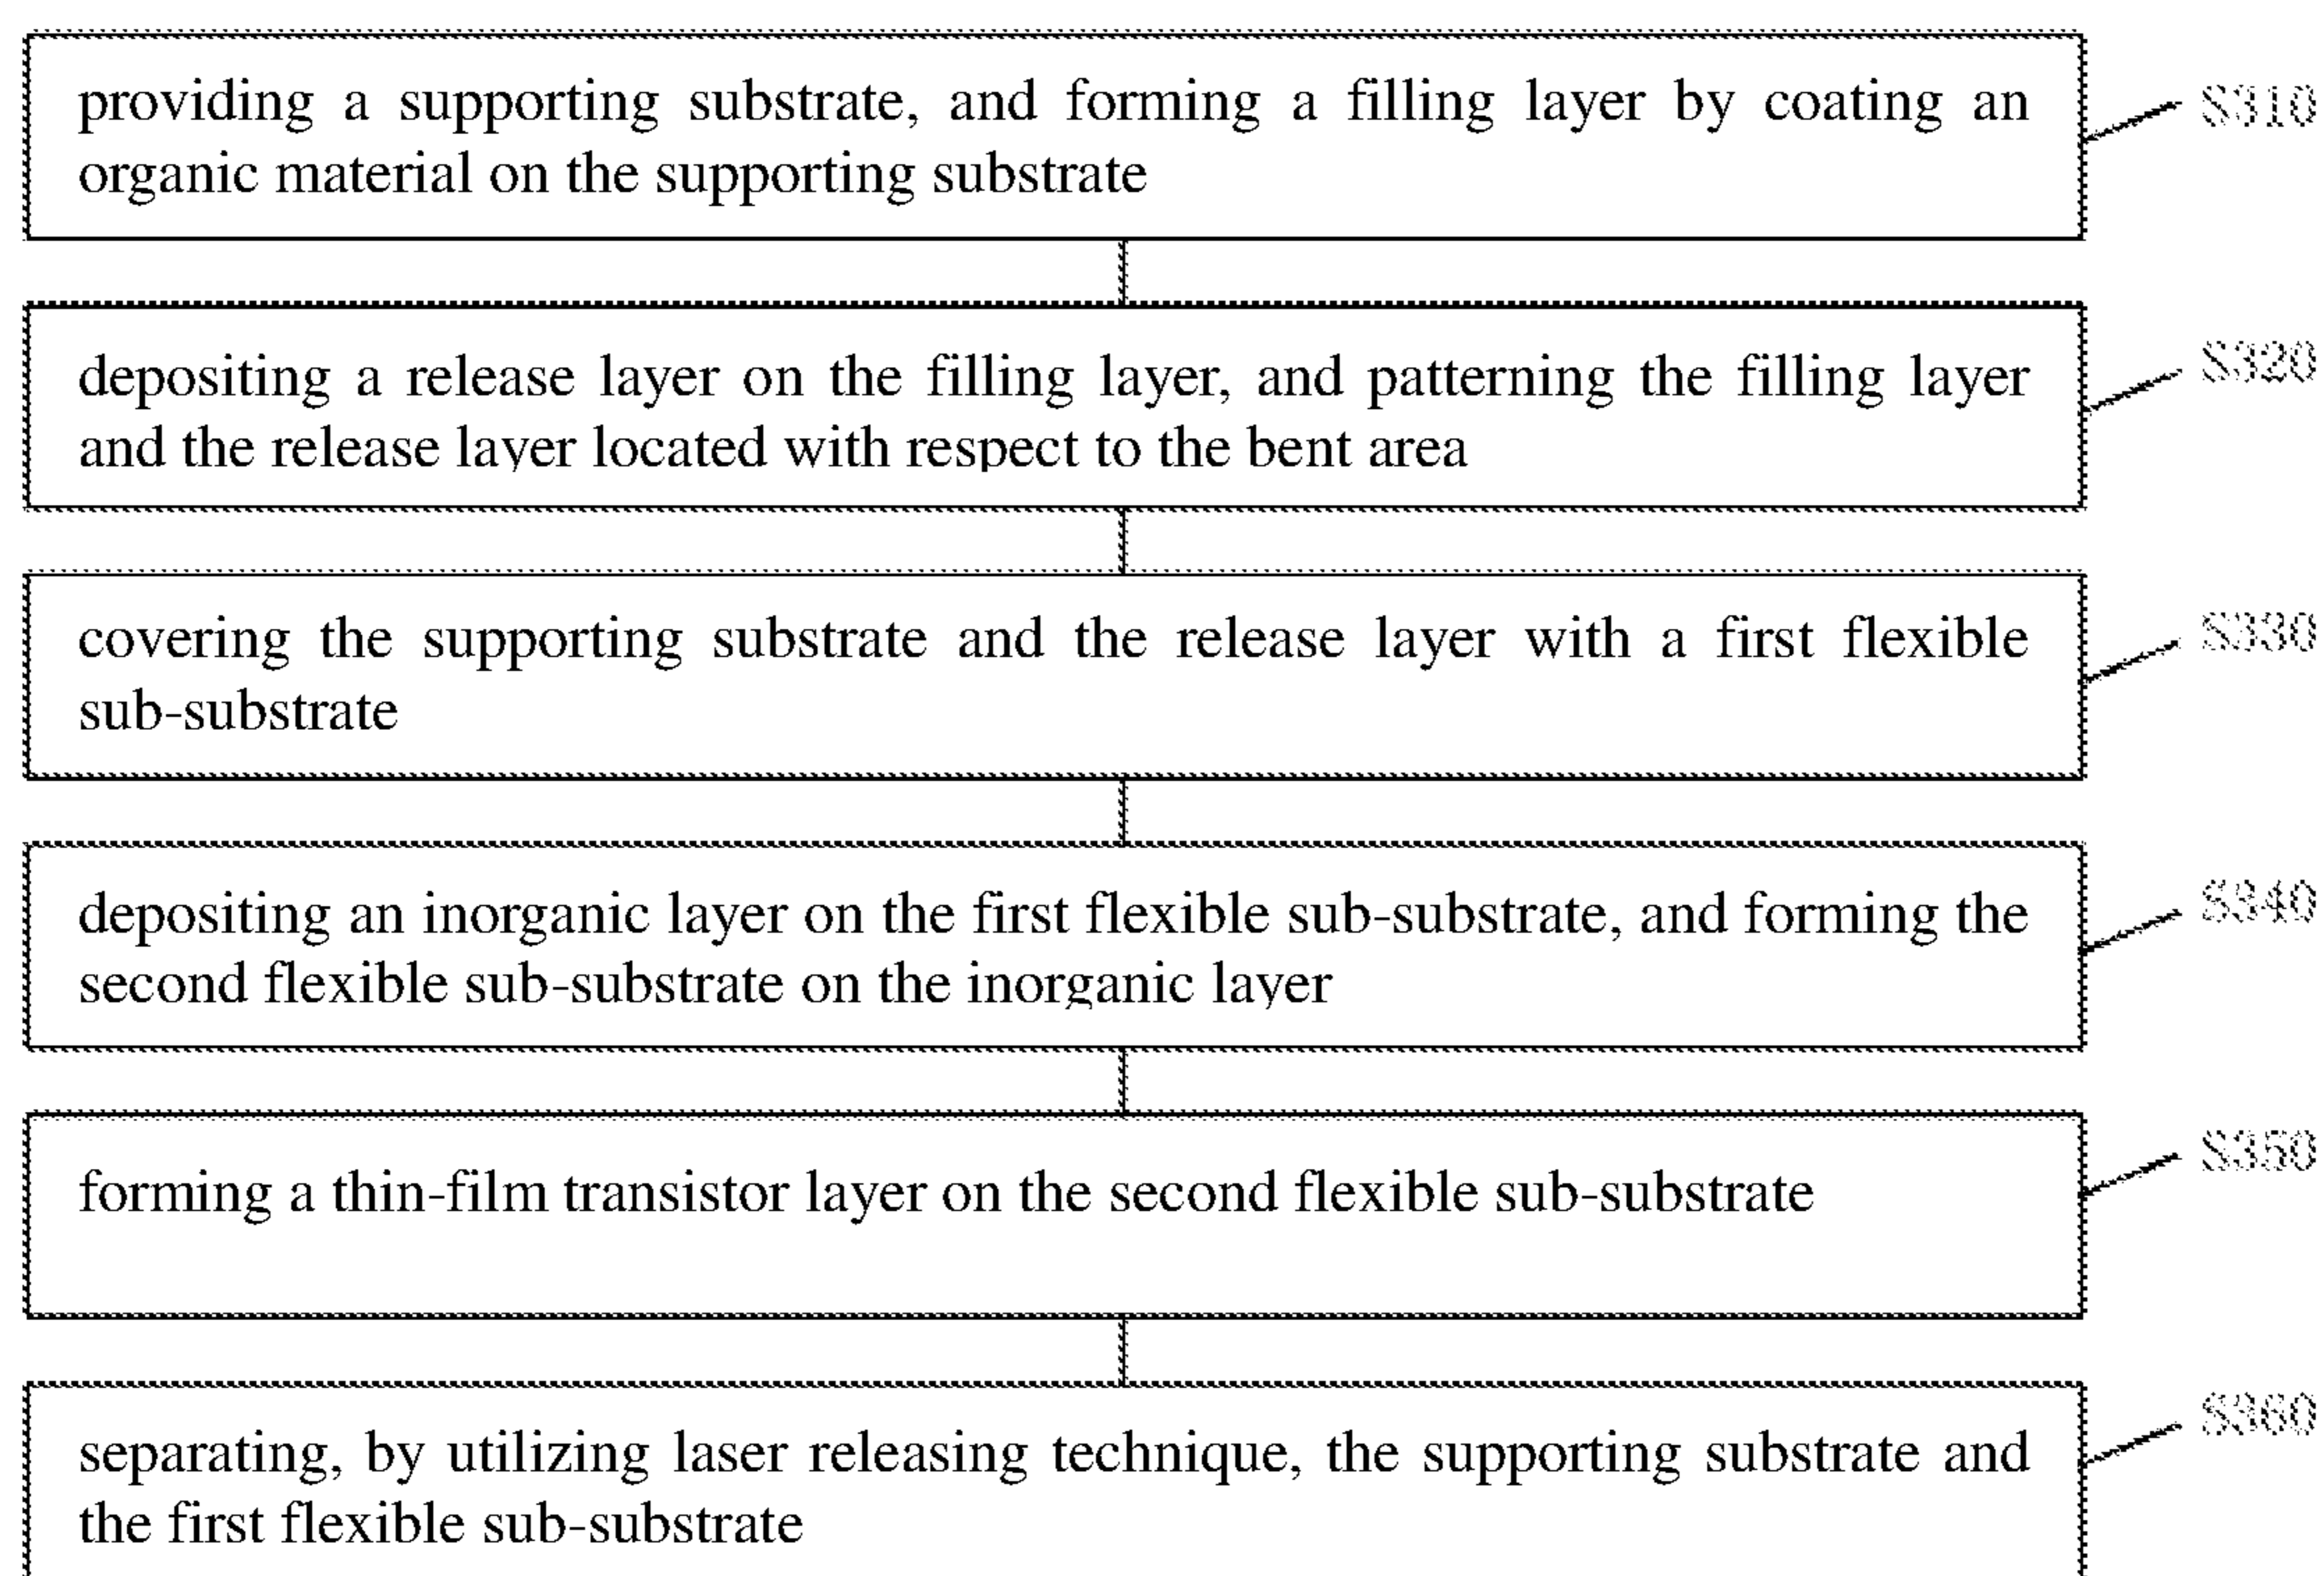 providing a supporting substrate, and forming a filling layer by coating an
organic material on the supporting substrate
S310
depositing a release layer on the filling layer, and patterning the filling layer
and the release layer located with respect to the bent area
S320
covering the supporting substrate and the release layer with a first flexible
sub-substrate
S330
depositing an inorganic layer on the first flexible sub-substrate, and forming the
second flexible sub-substrate on the inorganic layer
S340
forming a thin-film transistor layer on the second flexible sub-substrate
S350
separating, by utilizing laser releasing technique, the supporting substrate and
the first flexible sub-substrate
S360